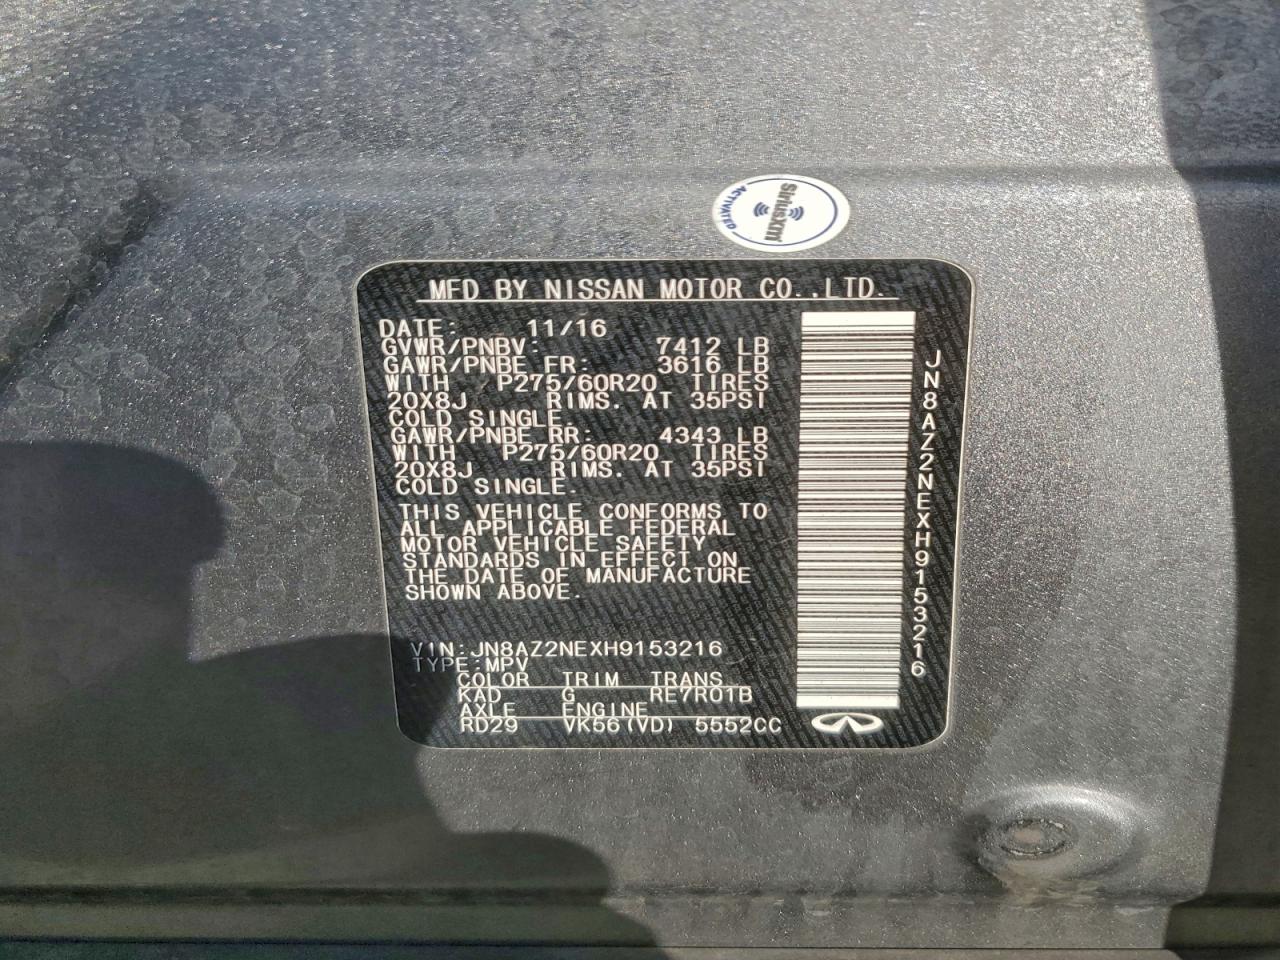 SiriusXM
ACTIVATED
MFD BY NISSAN MOTOR CO.,LTD.
DATE: 11/16
GVWR/PNBV: 7412 LB
GAWR/PNBE FR: 3616 LB
WITH P275/60R20 TIRES
20X8J RIMS. AT 35PSI
COLD SINGLE.
GAWR/PNBE RR: 4343 LB
WITH P275/60R20 TIRES
20X8J RIMS. AT 35PSI
COLD SINGLE.
THIS VEHICLE CONFORMS TO
ALL APPLICABLE FEDERAL
MOTOR VEHICLE SAFETY
STANDARDS IN EFFECT ON
THE DATE OF MANUFACTURE
SHOWN ABOVE.
VIN: JN8AZ2NEXH9153216
TYPE: MPV
COLOR TRIM TRANS
KAD G RE7R01B
AXLE ENGINE
RD29 VK56(VD) 5552CC
JN8AZ2NEXH9153216